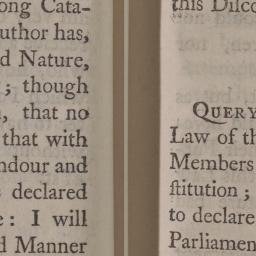 ong Cata-
uthor has,
d Nature,
; though
, that no
that with
ndour and
declared
e: I will
d Manner
this Disco
QUERY
Law of th
Members
ſtitution;
to declare
Parliamen